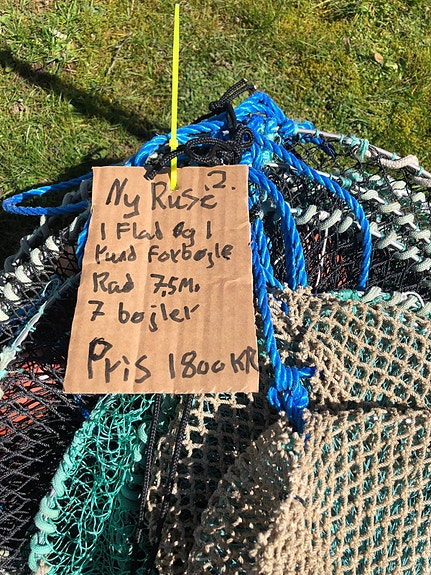 Ny Ruse 2.
1 Flad og 1
Rund Forbøjle
Rad 7,5M.
7 bøjler
Pris 1800 KR